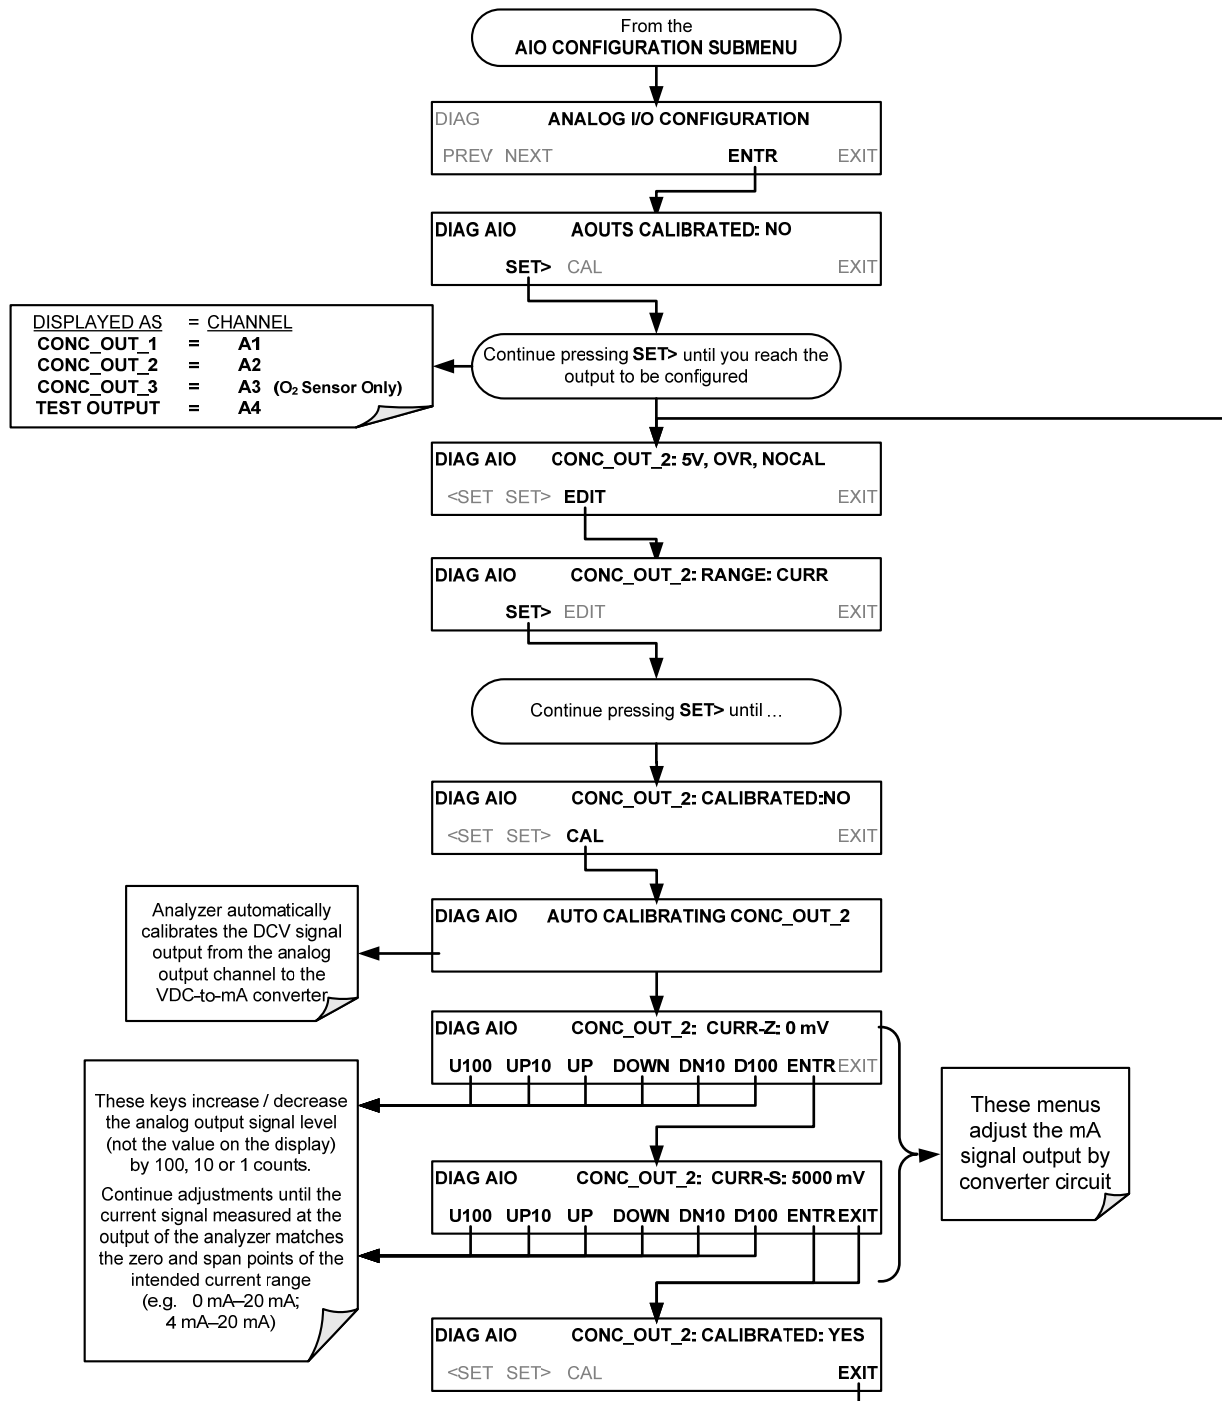 From the
AIO CONFIGURATION SUBMENU
DIAG ANALOG I/O CONFIGURATION
PREV NEXT ENTR EXIT
DIAG AIO AOUTS CALIBRATED: NO
SET> CAL EXIT
DISPLAYED AS = CHANNEL
CONC_OUT_1 = A1
CONC_OUT_2 = A2
CONC_OUT_3 = A3 (O₂ Sensor Only)
TEST OUTPUT = A4
Continue pressing SET> until you reach the
output to be configured
DIAG AIO CONC_OUT_2: 5V, OVR, NOCAL
<SET SET> EDIT EXIT
DIAG AIO CONC_OUT_2: RANGE: CURR
SET> EDIT EXIT
Continue pressing SET> until ...
DIAG AIO CONC_OUT_2: CALIBRATED:NO
<SET SET> CAL EXIT
DIAG AIO AUTO CALIBRATING CONC_OUT_2
Analyzer automatically
calibrates the DCV signal
output from the analog
output channel to the
VDC-to-mA converter
DIAG AIO CONC_OUT_2: CURR-Z: 0 mV
U100 UP10 UP DOWN DN10 D100 ENTR EXIT
These keys increase / decrease
the analog output signal level
(not the value on the display)
by 100, 10 or 1 counts.
Continue adjustments until the
current signal measured at the
output of the analyzer matches
the zero and span points of the
intended current range
(e.g. 0 mA–20 mA;
4 mA–20 mA)
These menus
adjust the mA
signal output by
converter circuit
DIAG AIO CONC_OUT_2: CURR-S: 5000 mV
U100 UP10 UP DOWN DN10 D100 ENTR EXIT
DIAG AIO CONC_OUT_2: CALIBRATED: YES
<SET SET> CAL EXIT